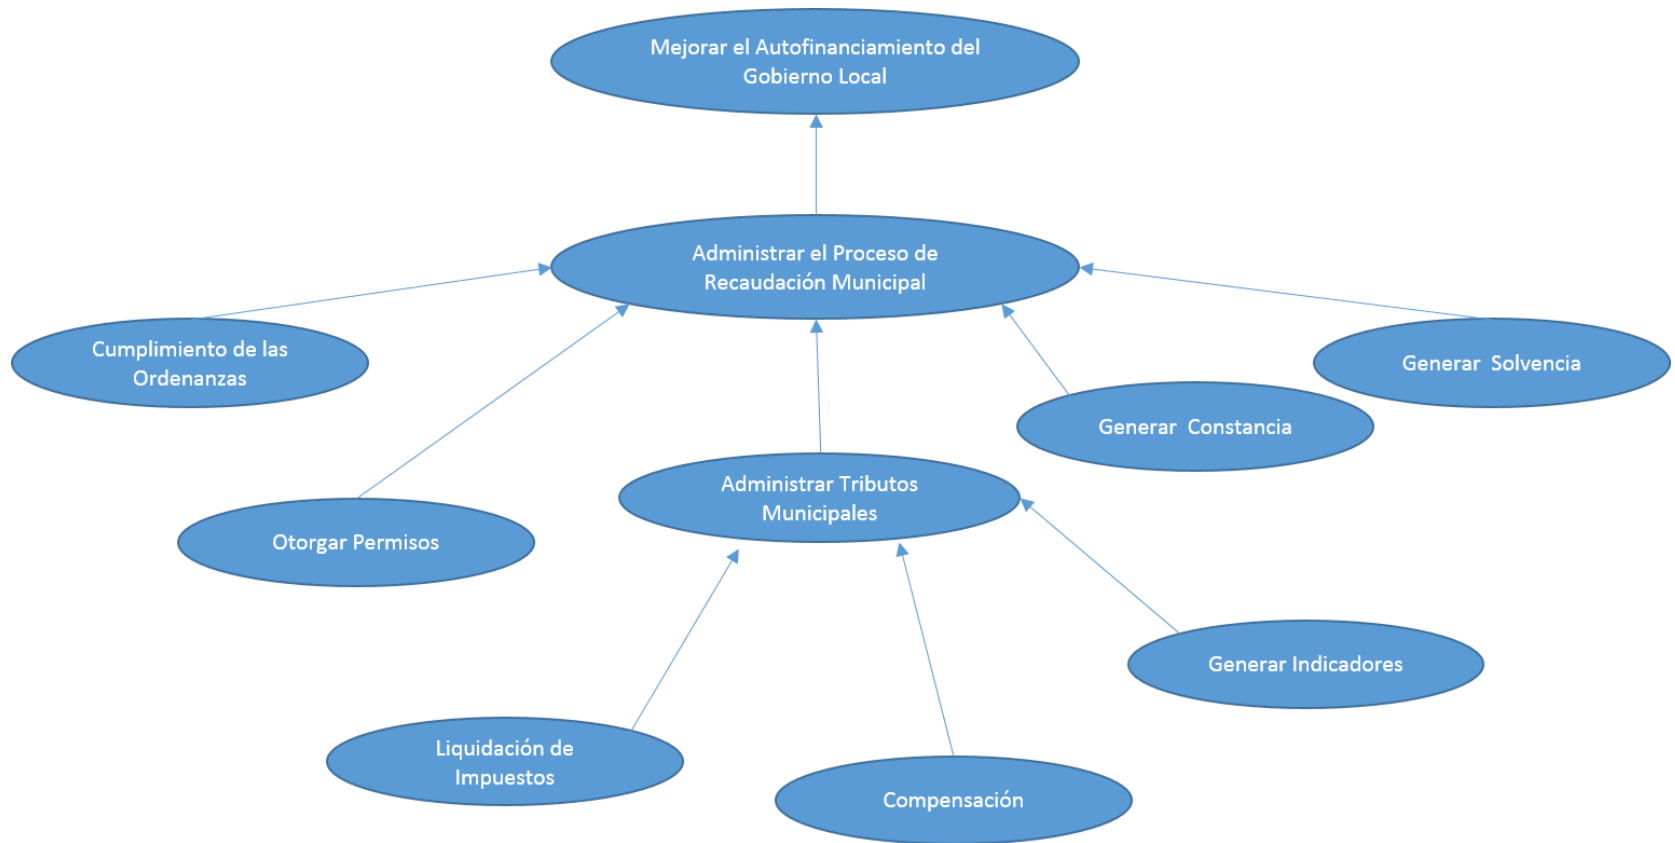 Mejorar el Autofinanciamiento del
Gobierno Local
Administrar el Proceso de
Recaudación Municipal
Cumplimiento de las
Ordenanzas
Generar  Solvencia
Generar  Constancia
Administrar Tributos
Municipales
Otorgar Permisos
Generar Indicadores
Liquidación de
Impuestos
Compensación